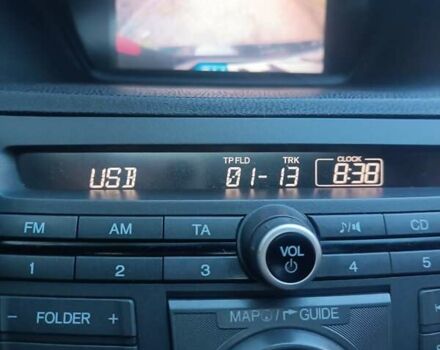 TP FLD TRK CLOCK
USB 01-13 8:38
FM AM TA VOL CD
1 2 3 4 5
- FOLDER +
MAP / GUIDE